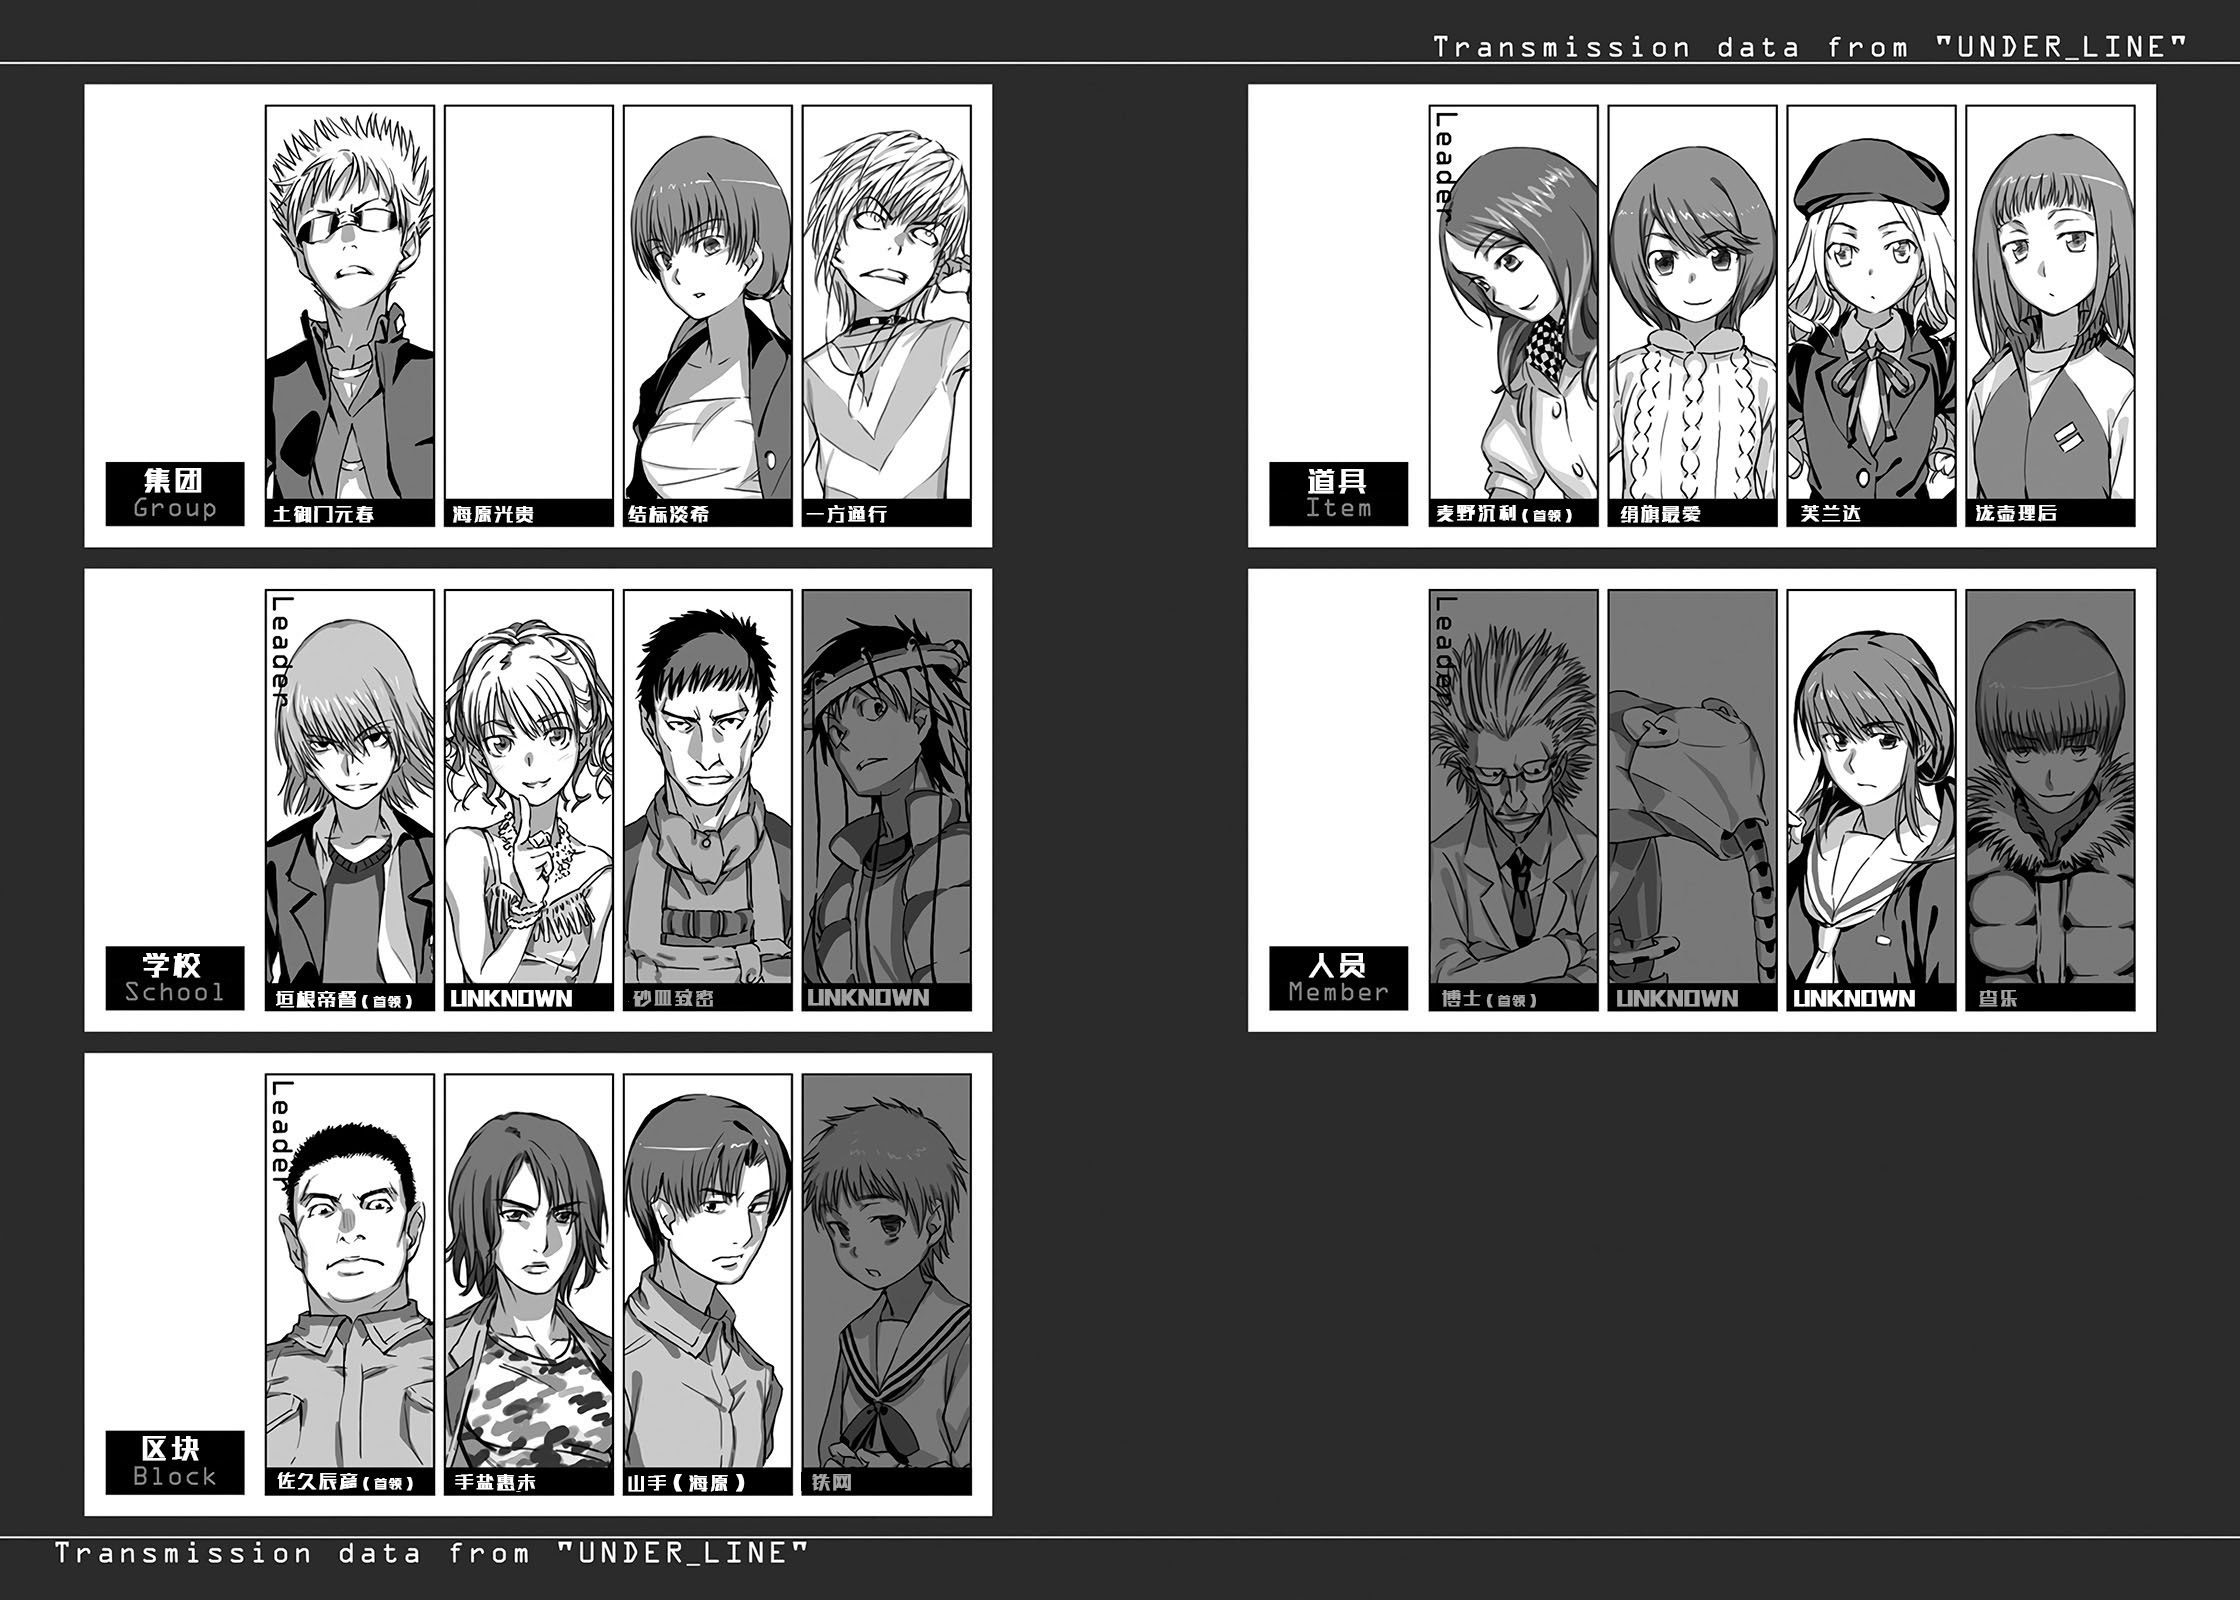 Transmission data from "UNDER_LINE"
集团
Group
土御门元春
海原光贵
结标淡希
一方通行
Leader
道具
Item
麦野沉利(首领)
绢旗最爱
芙兰达
泷壶理后
Leader
学校
School
垣根帝督(首领)
UNKNOWN
砂皿致密
UNKNOWN
Leader
人员
Member
博士(首领)
UNKNOWN
UNKNOWN
查乐
Leader
区块
Block
佐久辰彦(首领)
手盐惠未
山手(海原)
铁网
Transmission data from "UNDER_LINE"